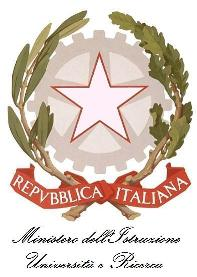 REPVBBLICA ITALIANA
Ministero dell'Istruzione
Università e Ricerca